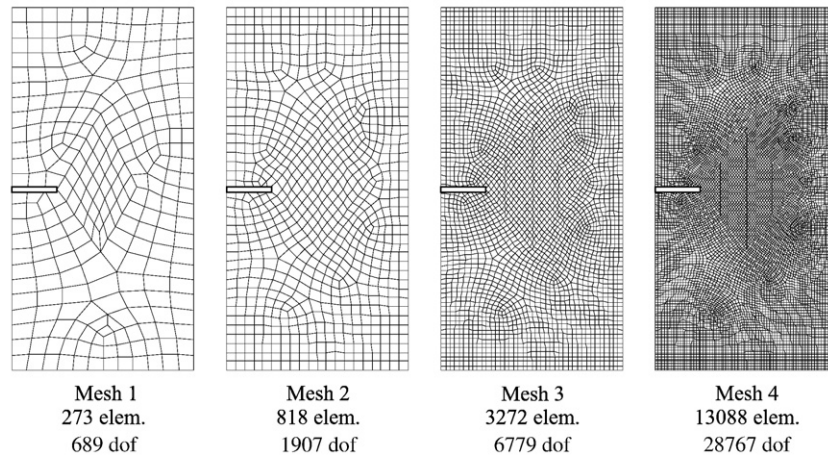 Mesh 1
273 elem.
689 dof
Mesh 2
818 elem.
1907 dof
Mesh 3
3272 elem.
6779 dof
Mesh 4
13088 elem.
28767 dof